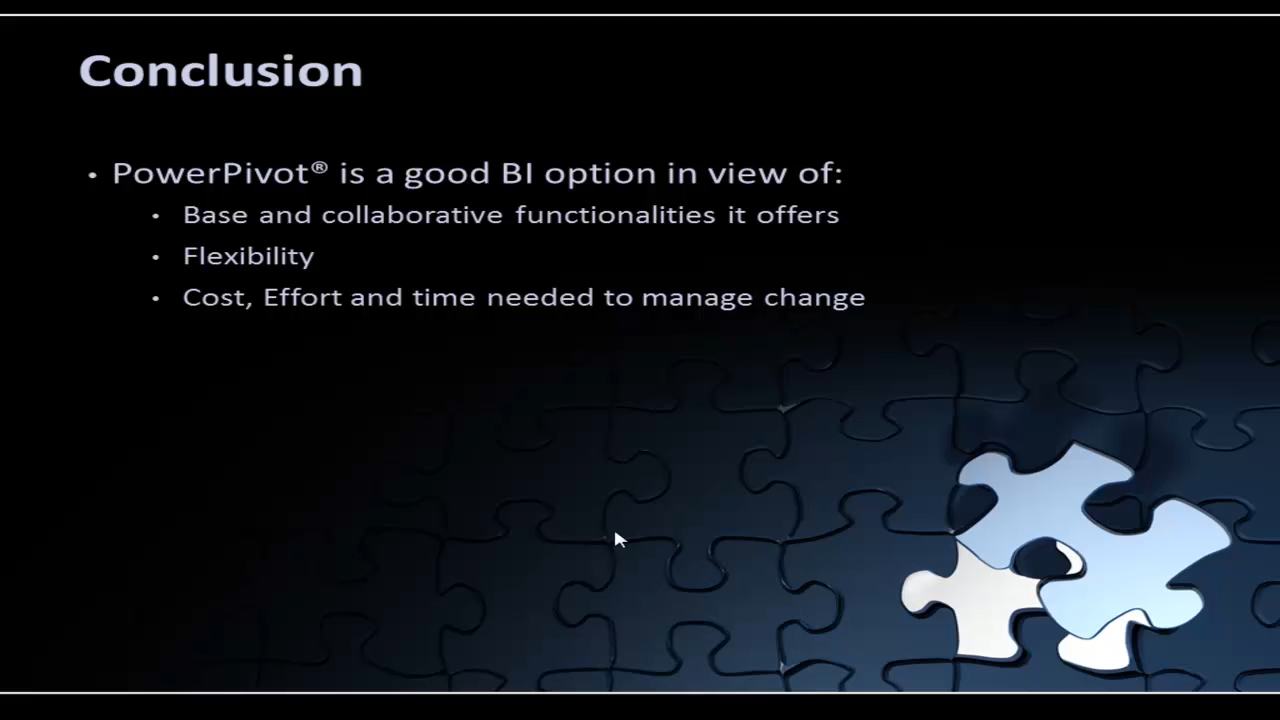 Conclusion
• PowerPivot® is a good BI option in view of:
• Base and collaborative functionalities it offers
• Flexibility
• Cost, Effort and time needed to manage change